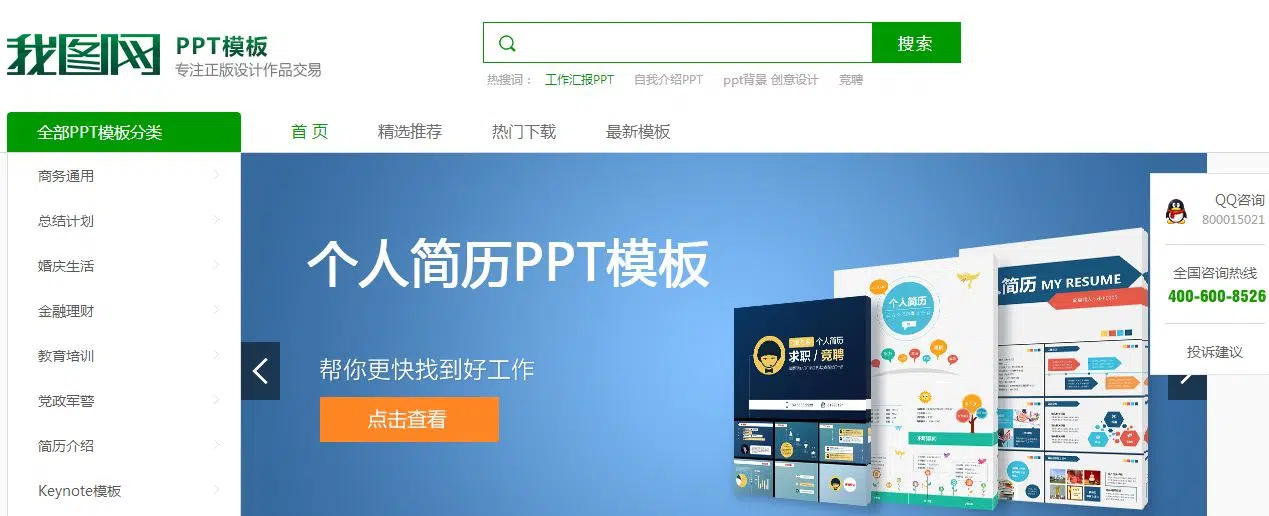 我图网 PPT模板
专注正版设计作品交易
搜索
热搜词： 工作汇报PPT 自我介绍PPT ppt背景 创意设计 竞聘
全部PPT模板分类 首 页 精选推荐 热门下载 最新模板
商务通用
总结计划
婚庆生活
金融理财
教育培训
党政军警
简历介绍
Keynote模板
个人简历PPT模板
帮你更快找到好工作
点击查看
个人简历
求职 / 竞聘
个人简历
简历 MY RESUME
QQ咨询
800015021
全国咨询热线
400-600-8526
投诉建议